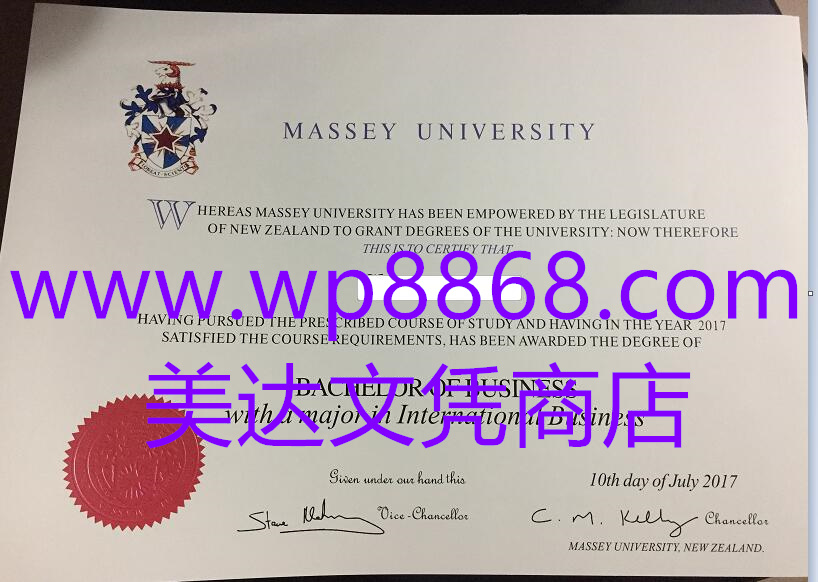 MASSEY UNIVERSITY
WHEREAS MASSEY UNIVERSITY HAS BEEN EMPOWERED BY THE LEGISLATURE
OF NEW ZEALAND TO GRANT DEGREES OF THE UNIVERSITY: NOW THEREFORE
THIS IS TO CERTIFY THAT
www.wp8868.com
HAVING PURSUED THE PRESCRIBED COURSE OF STUDY AND HAVING IN THE YEAR 2017
SATISFIED THE COURSE REQUIREMENTS, HAS BEEN AWARDED THE DEGREE OF
BACHELOR OF BUSINESS
美达文凭商店
with a major in International Business
Given under our hand this
10th day of July 2017
Vice-Chancellor
C. M. Kelly Chancellor
MASSEY UNIVERSITY, NEW ZEALAND.